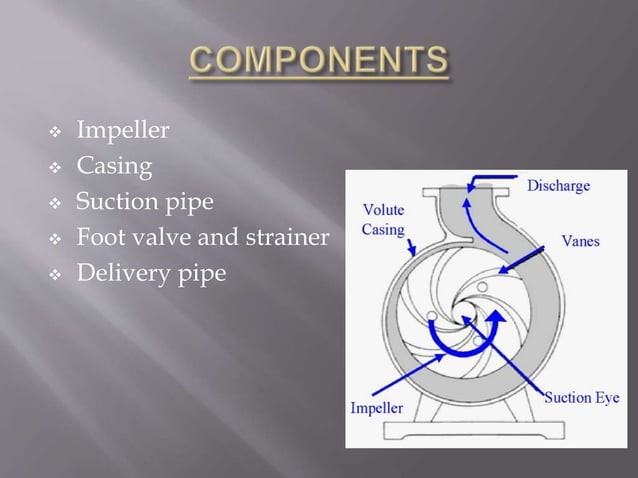 COMPONENTS
Impeller
Casing
Suction pipe
Foot valve and strainer
Delivery pipe
Discharge
Volute
Casing
Vanes
Impeller
Suction Eye